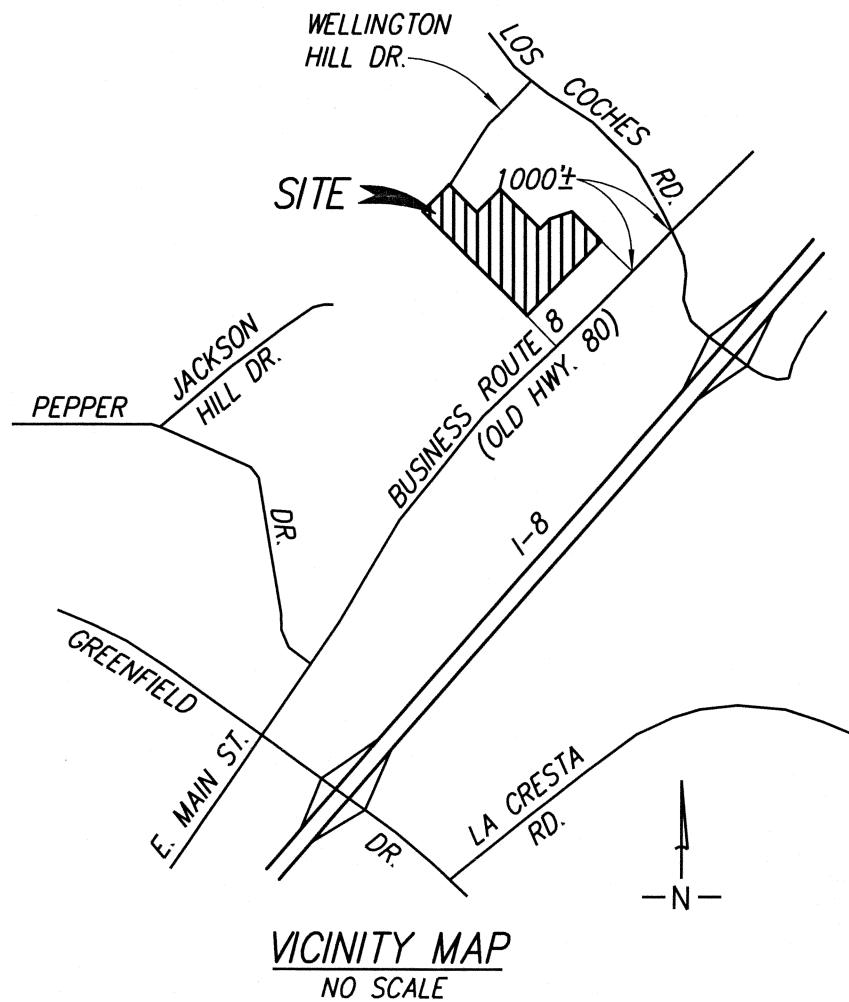 WELLINGTON
HILL DR.
LOS COCHES RD.
1000'±
SITE
JACKSON
HILL DR.
PEPPER
DR.
BUSINESS ROUTE 8
(OLD HWY. 80)
I-8
GREENFIELD
DR.
E. MAIN ST.
LA CRESTA
RD.
-N-
VICINITY MAP
NO SCALE